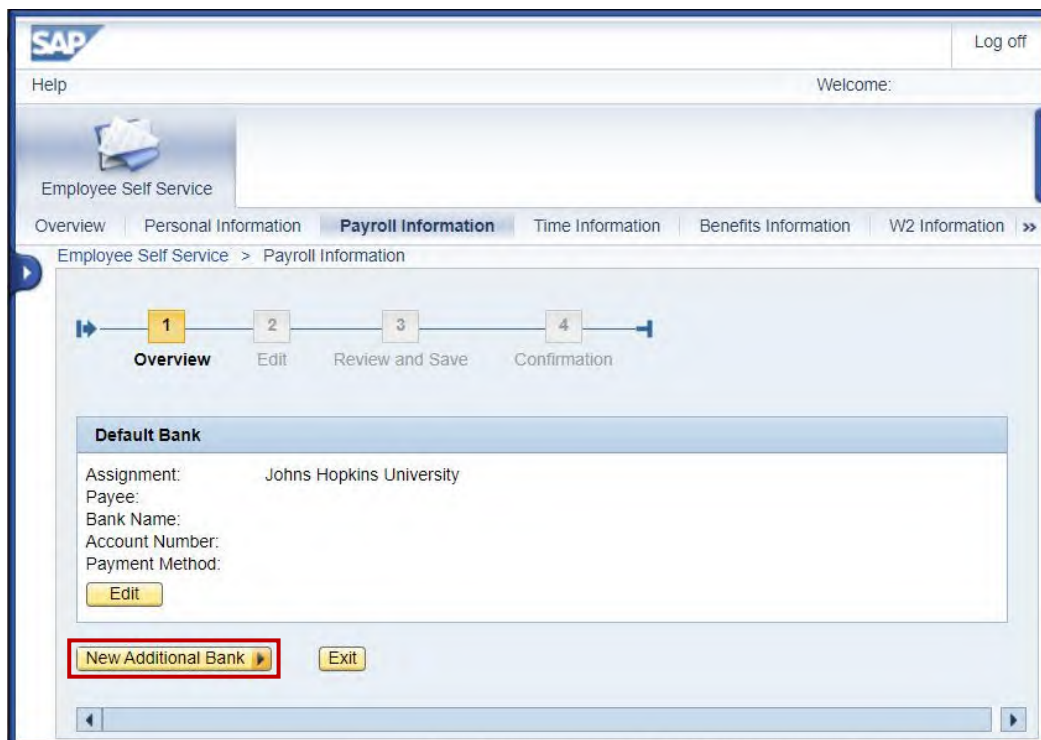 SAP
Log off
Help
Welcome:
Employee Self Service
Overview Personal Information Payroll Information Time Information Benefits Information W2 Information »
Employee Self Service > Payroll Information
1 2 3 4
Overview Edit Review and Save Confirmation
Default Bank
Assignment: Johns Hopkins University
Payee:
Bank Name:
Account Number:
Payment Method:
Edit
New Additional Bank Exit